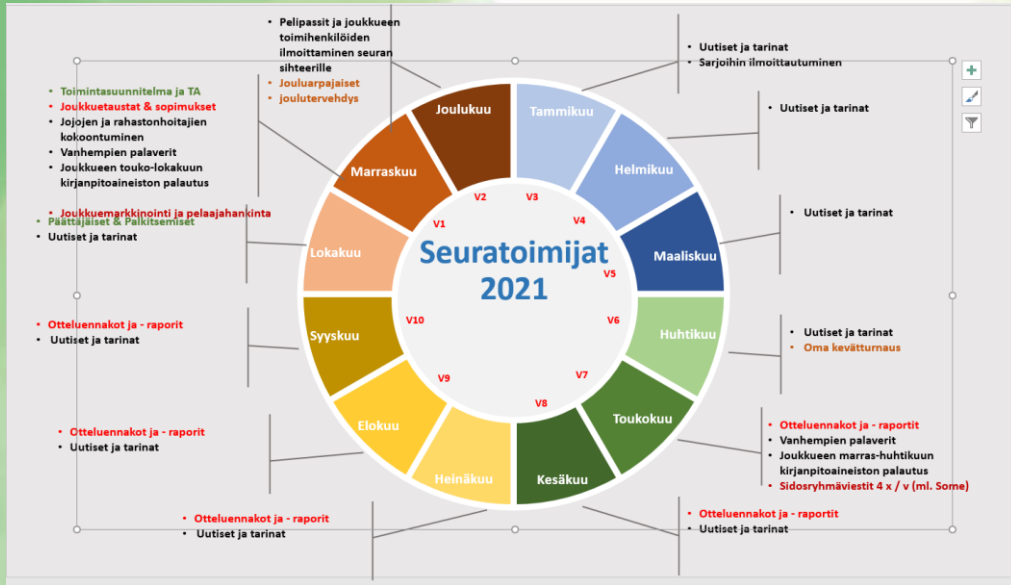 Pelipassit ja joukkueen
toimihenkilöiden
ilmoittaminen seuran
sihteerille
Jouluarpajaiset
joulutervehdys
Uutiset ja tarinat
Sarjoihin ilmoittautuminen
Toimintasuunnitelma ja TA
Joukkuetaustat & sopimukset
Jojojen ja rahastonhoitajien
kokoontuminen
Vanhempien palaverit
Joukkueen touko-lokakuun
kirjanpitoaineiston palautus
Joukkuemarkkinointi ja pelaajahankinta
Päättäjäiset & Palkitsemiset
Uutiset ja tarinat
Otteluennakot ja - raporit
Uutiset ja tarinat
Otteluennakot ja - raporit
Uutiset ja tarinat
Otteluennakot ja - raporit
Uutiset ja tarinat
Joulukuu
Tammikuu
Marraskuu
Helmikuu
Lokakuu
Maaliskuu
Syyskuu
Huhtikuu
Elokuu
Toukokuu
Heinäkuu
Kesäkuu
V2
V3
V1
V4
V5
V10
V6
V9
V7
V8
Seuratoimijat
2021
Uutiset ja tarinat
Uutiset ja tarinat
Uutiset ja tarinat
Oma kevätturnaus
Otteluennakot ja - raportit
Vanhempien palaverit
Joukkueen marras-huhtikuun
kirjanpitoaineiston palautus
Sidosryhmäviestit 4 x / v (ml. Some)
Otteluennakot ja - raportit
Uutiset ja tarinat